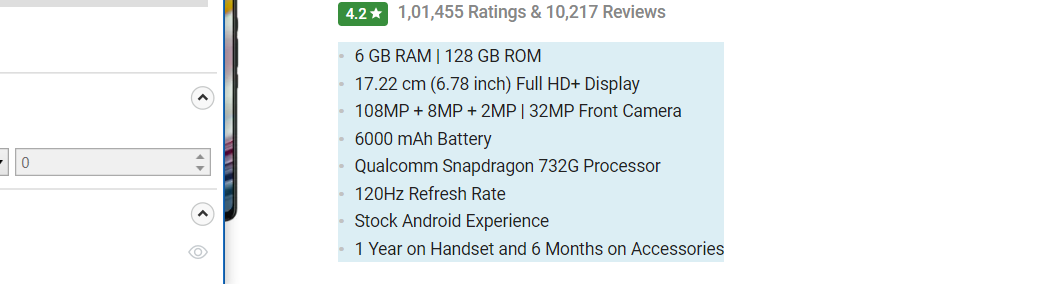 4.2★ 1,01,455 Ratings & 10,217 Reviews
6 GB RAM | 128 GB ROM
17.22 cm (6.78 inch) Full HD+ Display
108MP + 8MP + 2MP | 32MP Front Camera
6000 mAh Battery
0
Qualcomm Snapdragon 732G Processor
120Hz Refresh Rate
Stock Android Experience
1 Year on Handset and 6 Months on Accessories